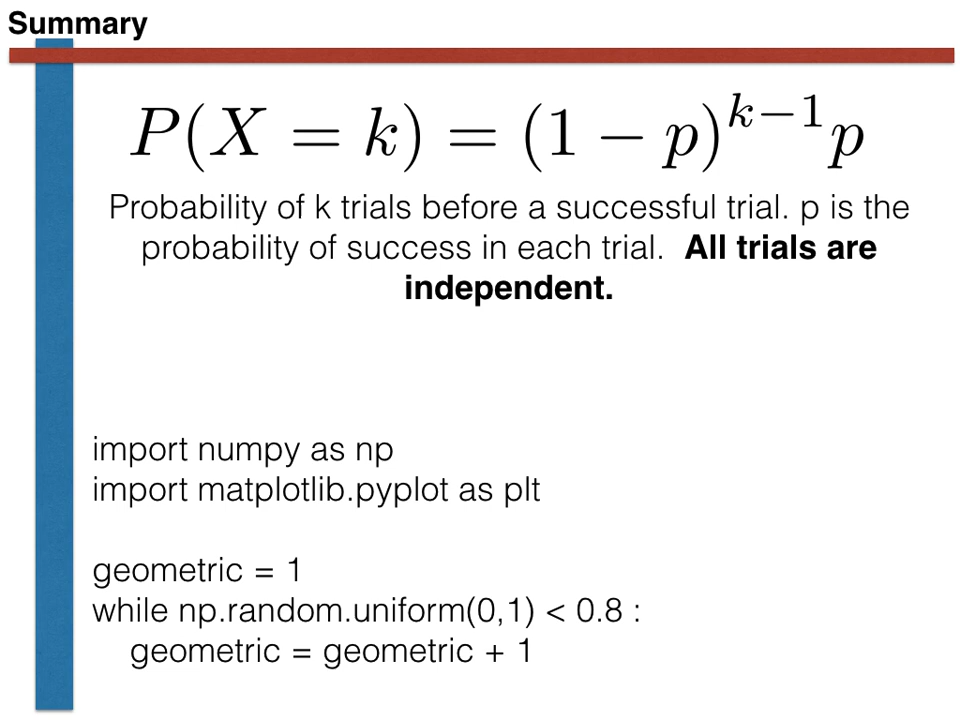 Summary
P(X = k) = (1 − p)^{k−1}p
Probability of k trials before a successful trial. p is the
probability of success in each trial. All trials are
independent.
import numpy as np
import matplotlib.pyplot as plt
geometric = 1
while np.random.uniform(0,1) < 0.8 :
geometric = geometric + 1